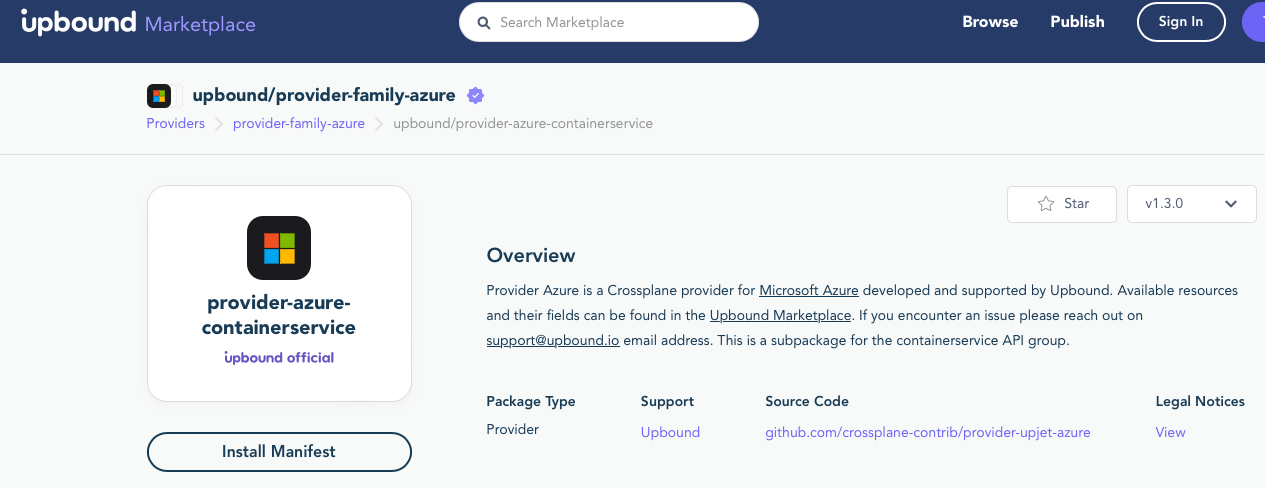 upbound Marketplace
Search Marketplace
Browse
Publish
Sign In
upbound/provider-family-azure
Providers
provider-family-azure
upbound/provider-azure-containerservice
provider-azure-
containerservice
upbound official
Install Manifest
Star
v1.3.0
Overview
Provider Azure is a Crossplane provider for Microsoft Azure developed and supported by Upbound. Available resources
and their fields can be found in the Upbound Marketplace. If you encounter an issue please reach out on
support@upbound.io email address. This is a subpackage for the containerservice API group.
Package Type
Provider
Support
Upbound
Source Code
github.com/crossplane-contrib/provider-upjet-azure
Legal Notices
View